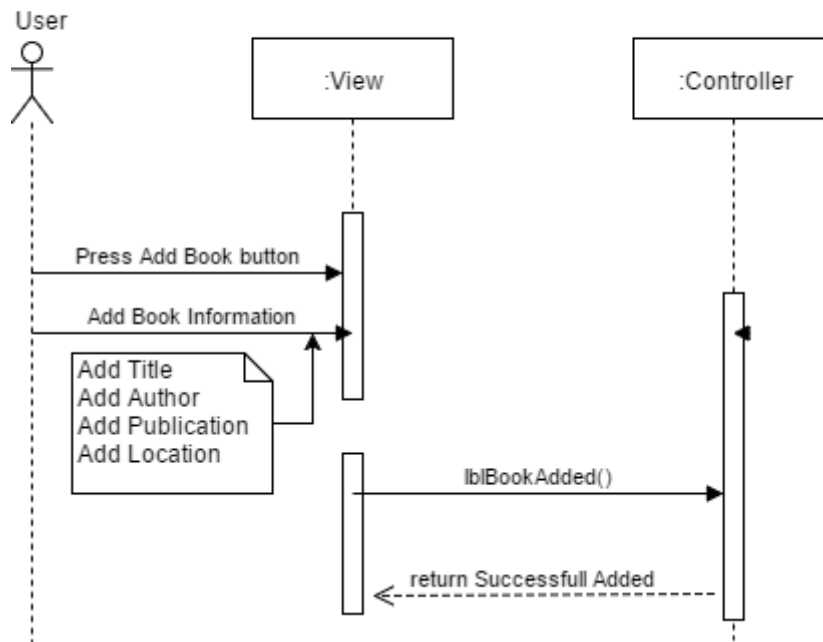 User
:View
:Controller
Press Add Book button
Add Book Information
Add Title
Add Author
Add Publication
Add Location
lblBookAdded()
return Successfull Added